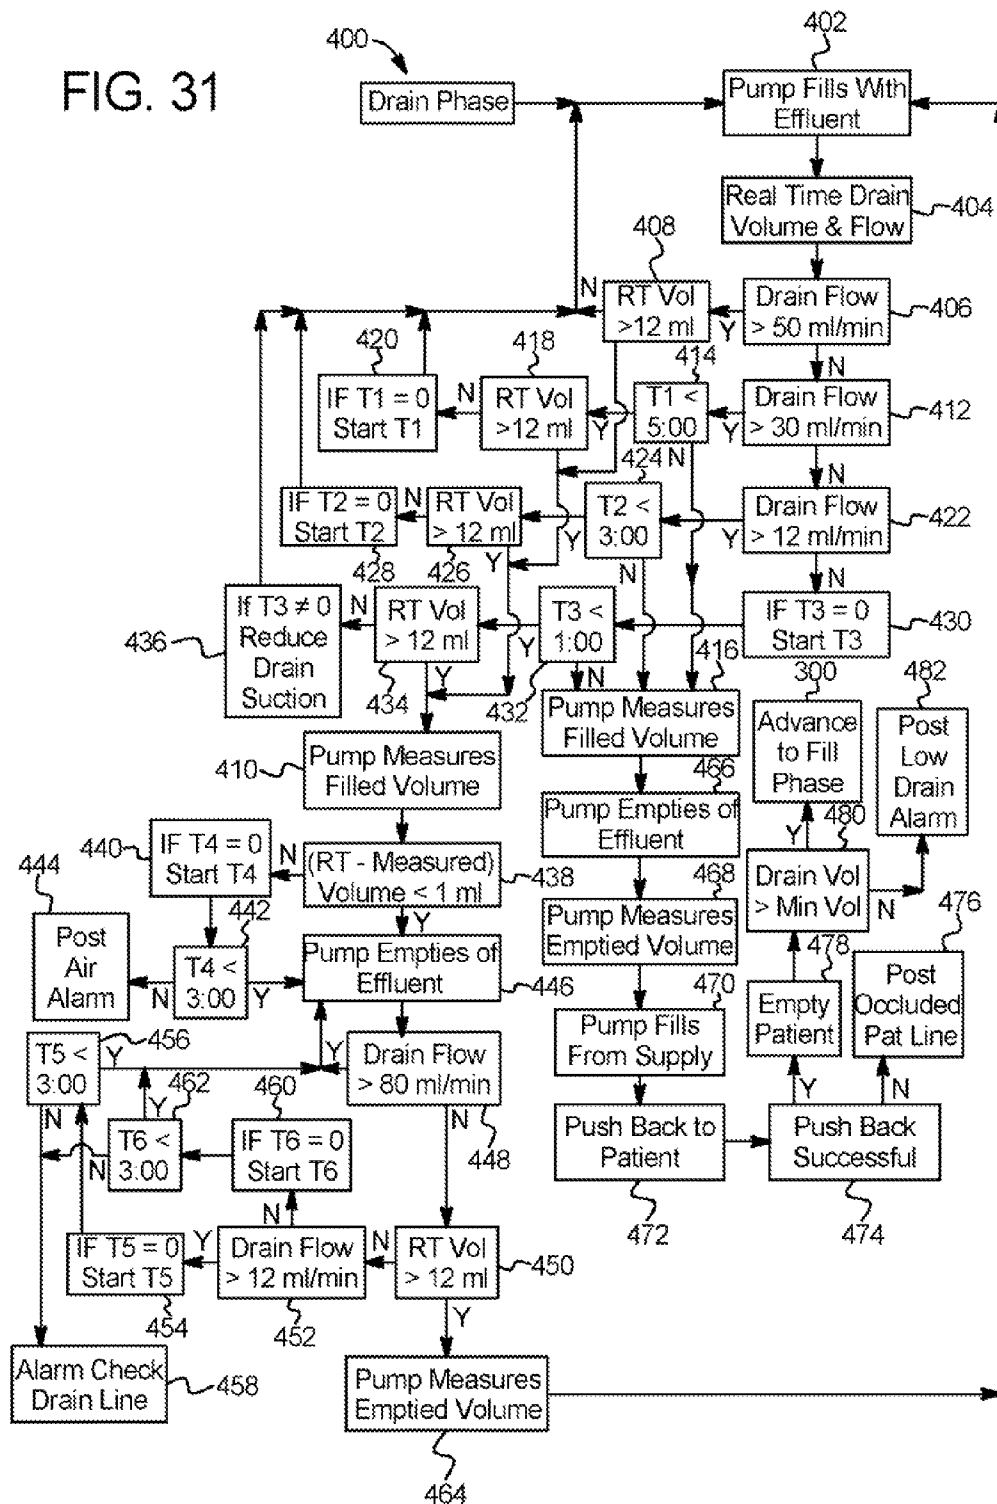 FIG. 31
400
402
Drain Phase
Pump Fills With
Effluent
Real Time Drain
Volume & Flow
404
408
N
RT Vol
>12 ml
Y
Drain Flow
> 50 ml/min
406
N
420
IF T1 = 0
Start T1
N
418
RT Vol
>12 ml
Y
414
T1 <
5:00
N
Y
Drain Flow
> 30 ml/min
412
N
IF T2 = 0
Start T2
428
N
RT Vol
> 12 ml
426
Y
Y
424
T2 <
3:00
N
Y
Drain Flow
> 12 ml/min
422
N
436
If T3 ≠ 0
Reduce
Drain
Suction
N
RT Vol
> 12 ml
434
Y
Y
T3 <
1:00
432
N
IF T3 = 0
Start T3
430
416
300
482
410
Pump Measures
Filled Volume
Pump Measures
Filled Volume
466
Advance
to Fill
Phase
Post
Low
Drain
Alarm
Pump Empties of
Effluent
Y
480
440
IF T4 = 0
Start T4
N
(RT - Measured)
Volume < 1 ml
438
Y
468
Drain Vol
> Min Vol
N
444
Post
Air
Alarm
N
442
T4 <
3:00
Y
Pump Empties of
Effluent
446
Pump Measures
Emptied Volume
470
478
476
Empty
Patient
Post
Occluded
Pat Line
456
T5 <
3:00
Y
N
Y
Drain Flow
> 80 ml/min
448
N
Pump Fills
From Supply
Y
N
462
Y
T6 <
3:00
N
460
IF T6 = 0
Start T6
Push Back to
Patient
472
Push Back
Successful
474
N
IF T5 = 0
Start T5
454
Y
Drain Flow
> 12 ml/min
452
N
RT Vol
> 12 ml
450
Y
Alarm Check
Drain Line
458
Pump Measures
Emptied Volume
464